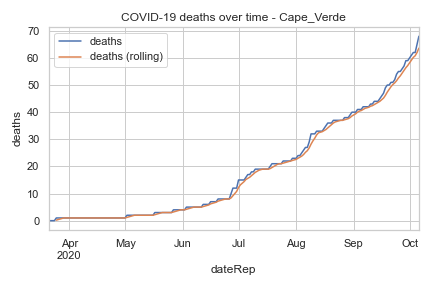 COVID-19 deaths over time - Cape_Verde
deaths
deaths (rolling)
70
60
50
40
30
20
10
0
deaths
Apr May Jun Jul Aug Sep Oct
2020
dateRep